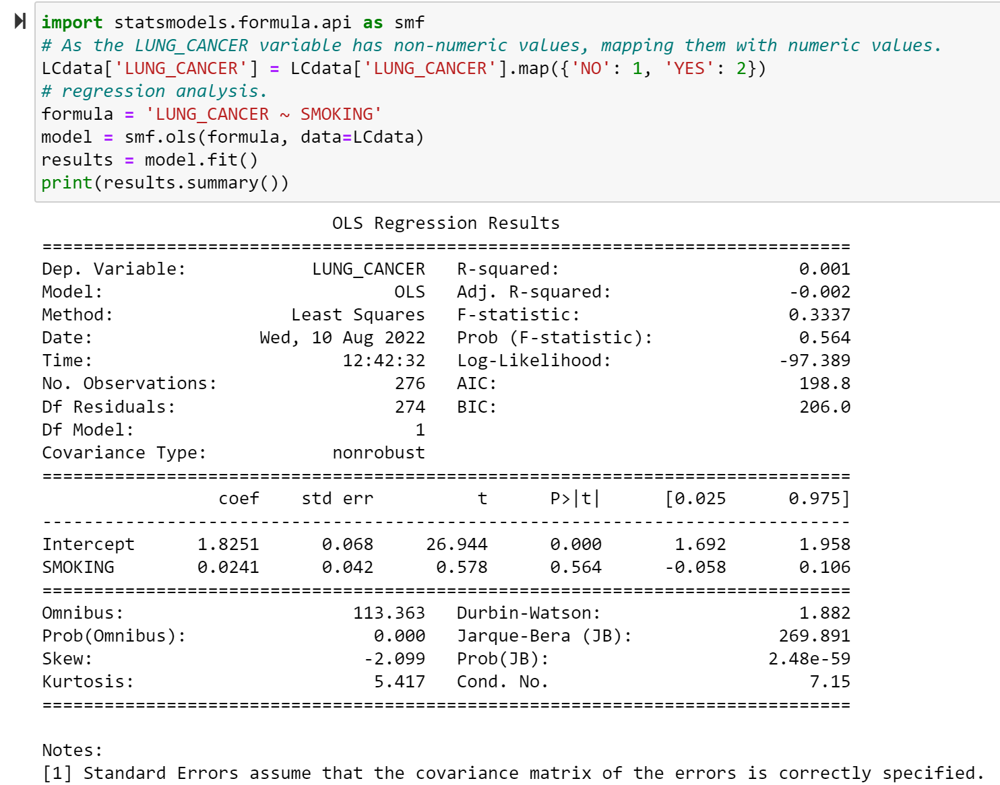 import statsmodels.formula.api as smf
# As the LUNG_CANCER variable has non-numeric values, mapping them with numeric values.
LCdata['LUNG_CANCER'] = LCdata['LUNG_CANCER'].map({'NO': 1, 'YES': 2})
# regression analysis.
formula = 'LUNG_CANCER ~ SMOKING'
model = smf.ols(formula, data=LCdata)
results = model.fit()
print(results.summary())
                            OLS Regression Results
==============================================================================
Dep. Variable:            LUNG_CANCER   R-squared:                       0.001
Model:                            OLS   Adj. R-squared:                 -0.002
Method:                 Least Squares   F-statistic:                    0.3337
Date:                Wed, 10 Aug 2022   Prob (F-statistic):              0.564
Time:                        12:42:32   Log-Likelihood:                -97.389
No. Observations:                 276   AIC:                             198.8
Df Residuals:                     274   BIC:                             206.0
Df Model:                           1
Covariance Type:            nonrobust
==============================================================================
                 coef    std err          t      P>|t|      [0.025      0.975]
------------------------------------------------------------------------------
Intercept      1.8251      0.068     26.944      0.000       1.692       1.958
SMOKING        0.0241      0.042      0.578      0.564      -0.058       0.106
==============================================================================
Omnibus:                      113.363   Durbin-Watson:                   1.882
Prob(Omnibus):                  0.000   Jarque-Bera (JB):              269.891
Skew:                          -2.099   Prob(JB):                     2.48e-59
Kurtosis:                       5.417   Cond. No.                         7.15
==============================================================================
Notes:
[1] Standard Errors assume that the covariance matrix of the errors is correctly specified.